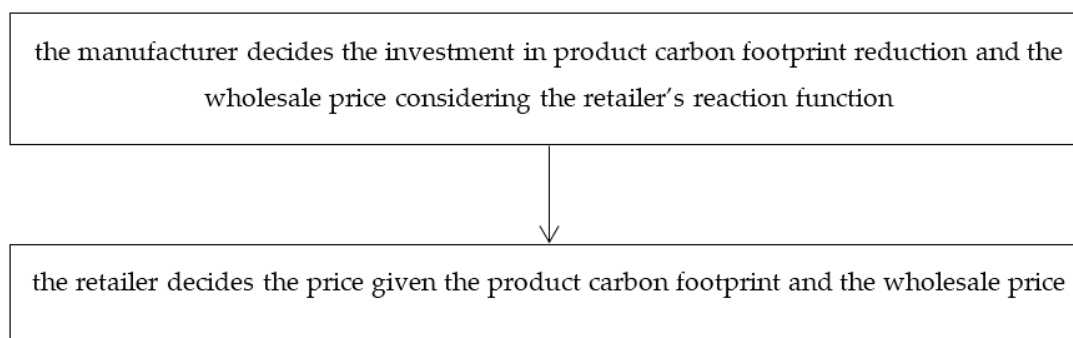 the manufacturer decides the investment in product carbon footprint reduction and the
wholesale price considering the retailer’s reaction function
the retailer decides the price given the product carbon footprint and the wholesale price